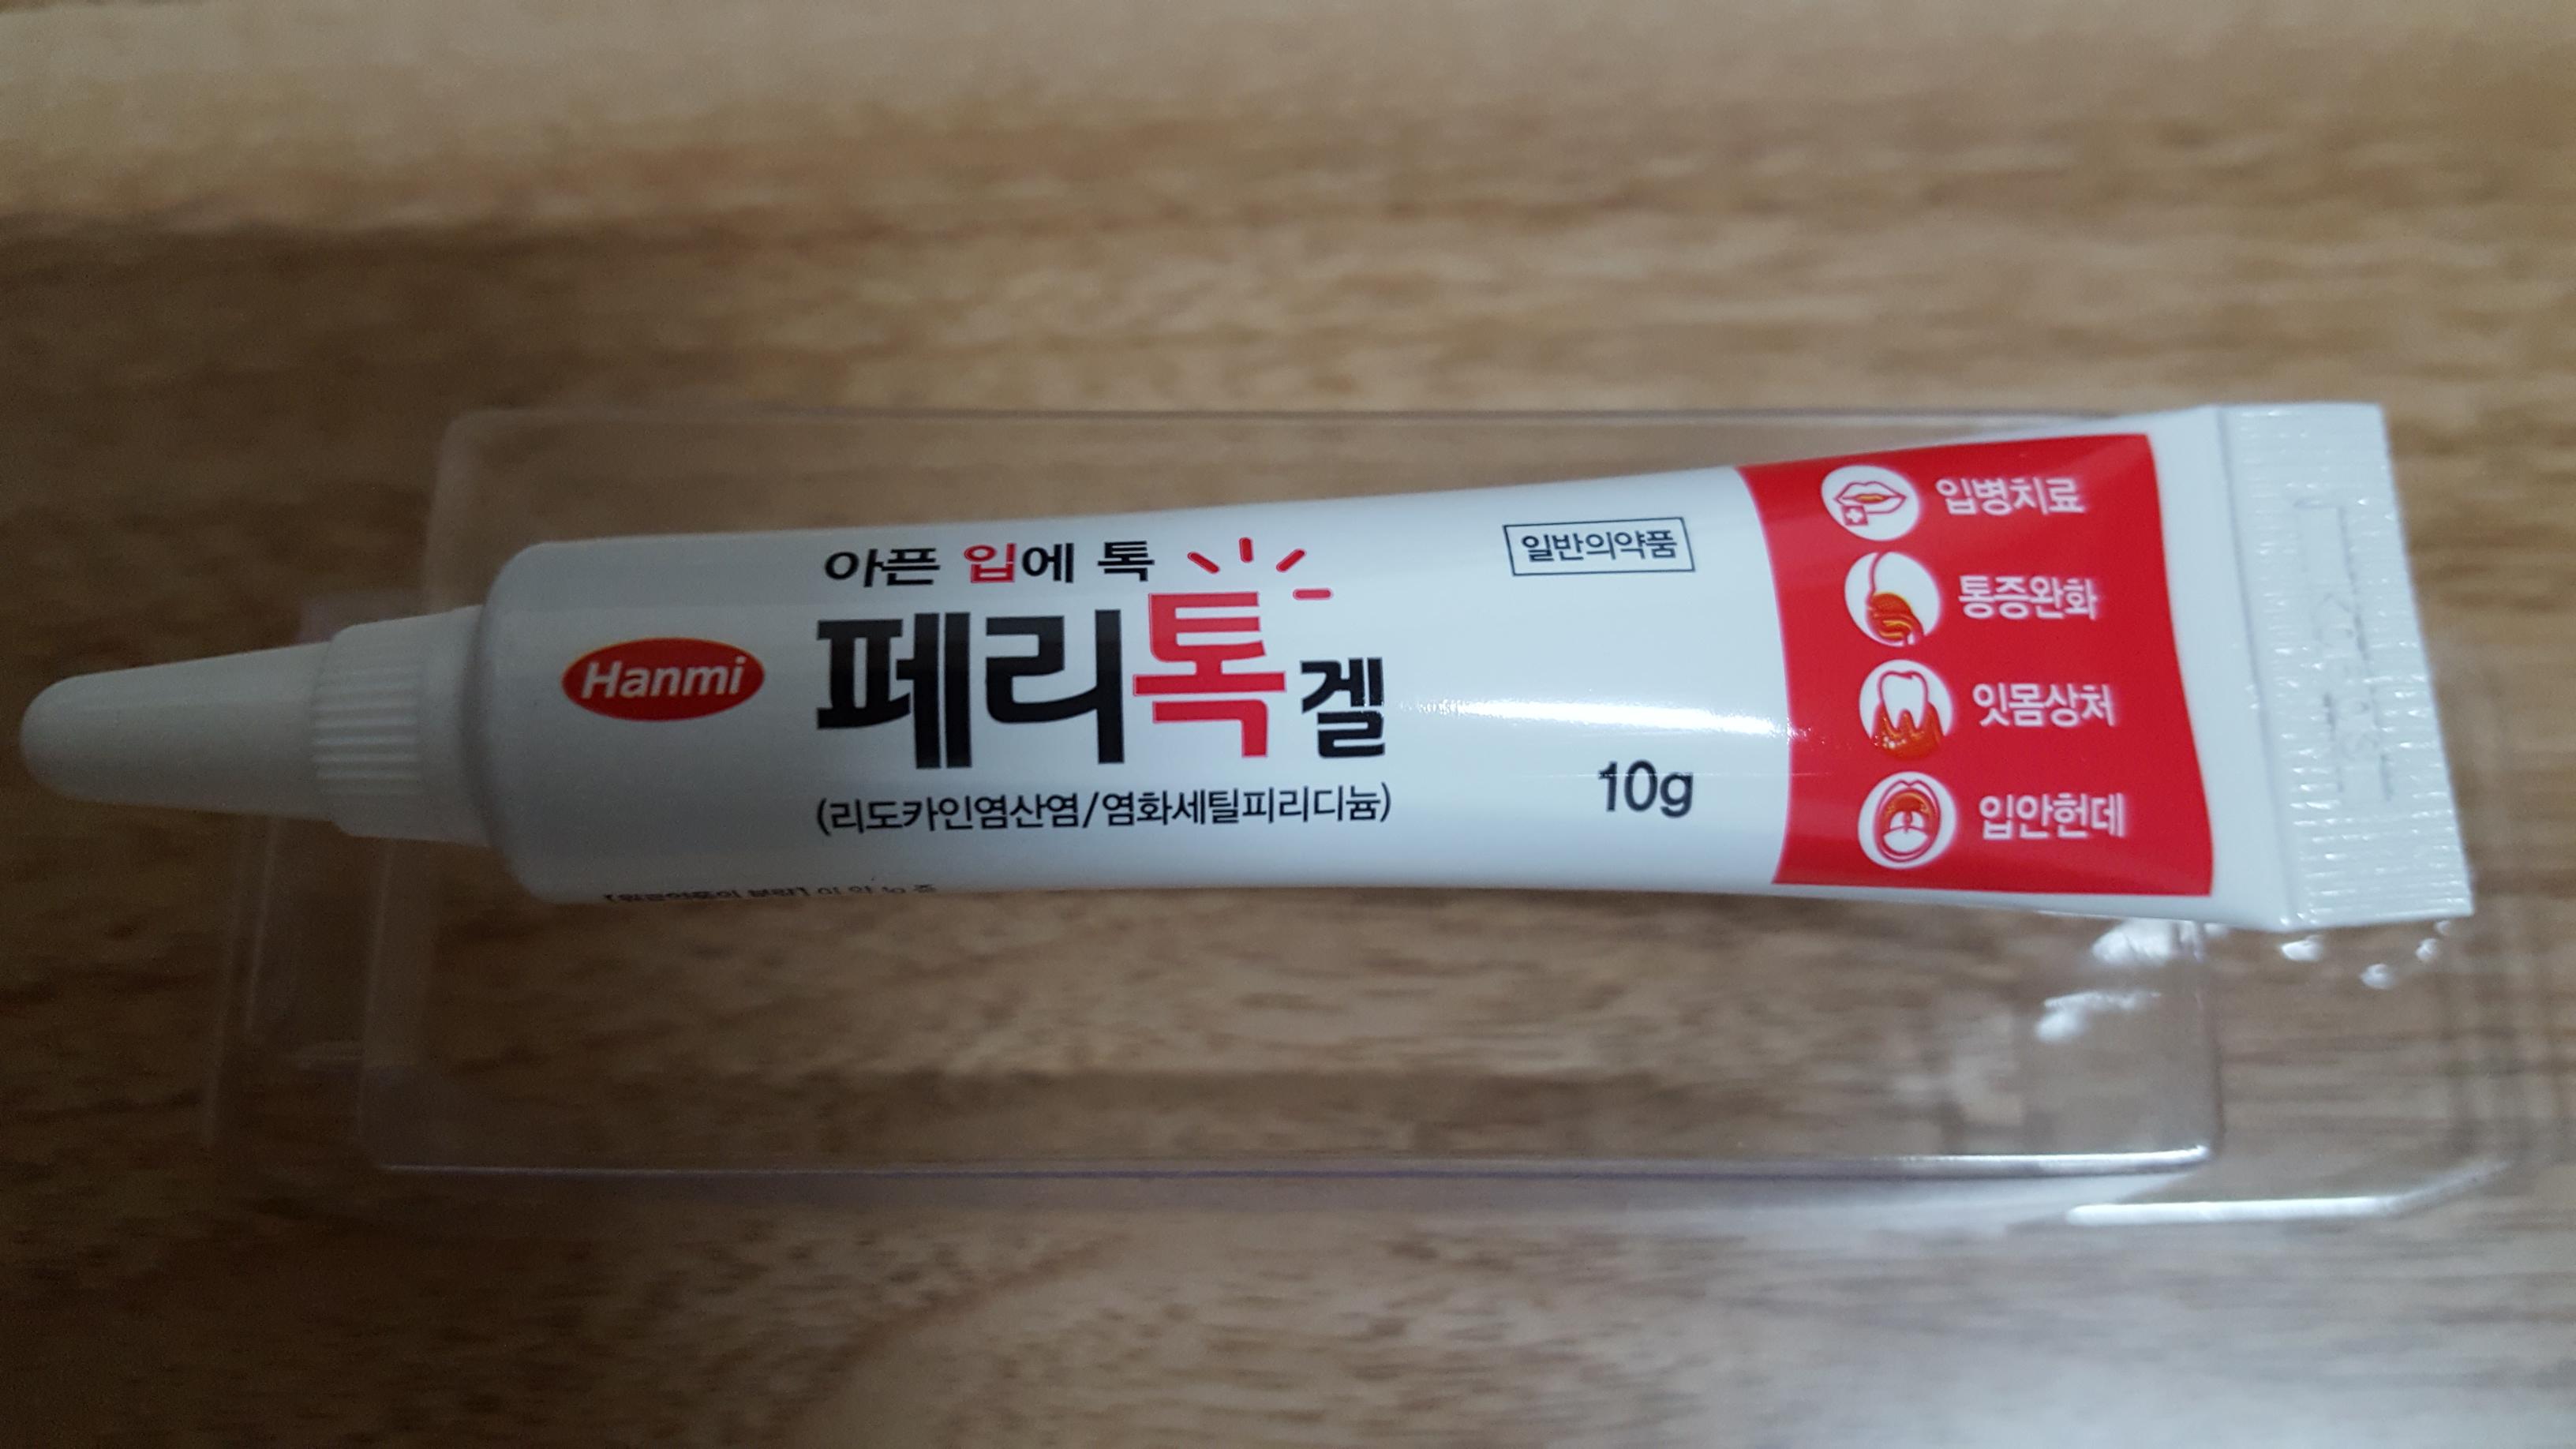 아픈 입에 톡
Hanmi
페리톡겔
(리도카인염산염/염화세틸피리디늄)
일반의약품
10g
입병치료
통증완화
잇몸상처
입안헌데